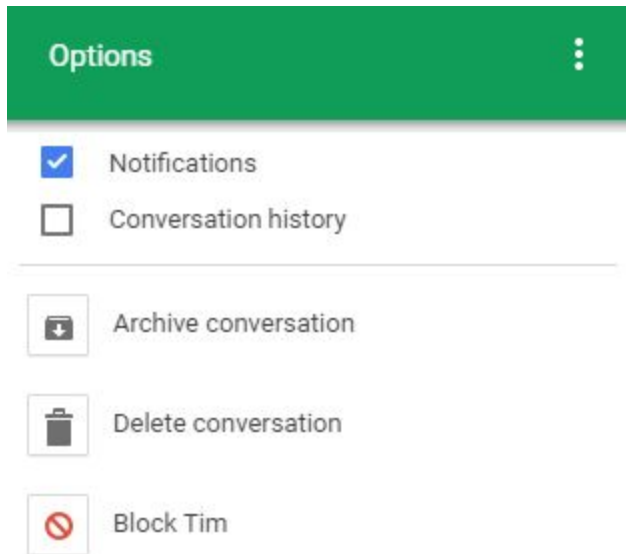 Options
Notifications
Conversation history
Archive conversation
Delete conversation
Block Tim